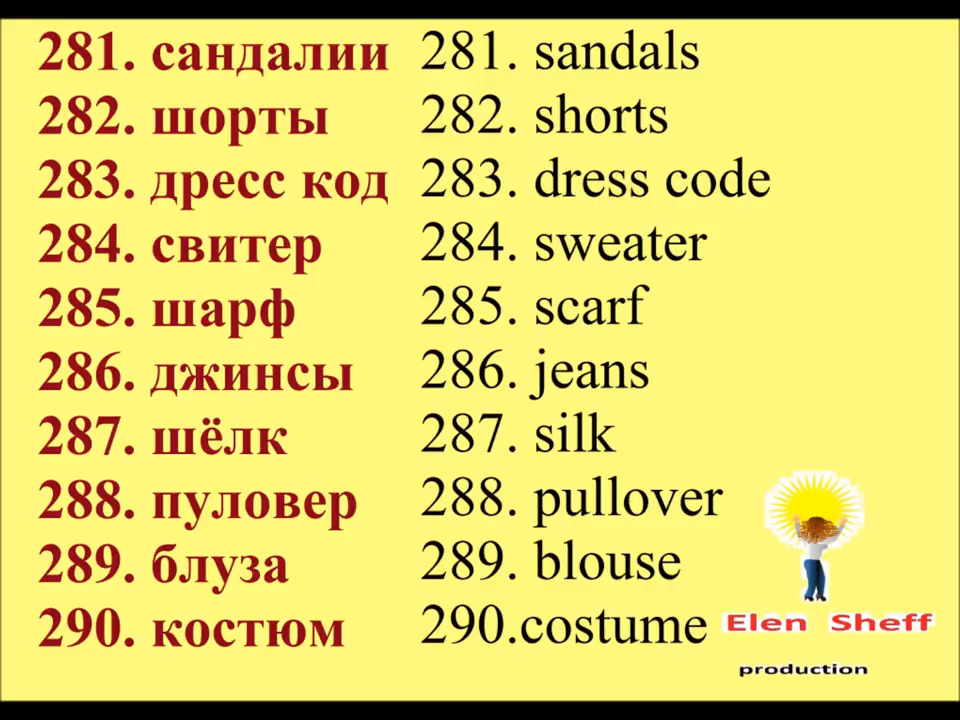 281. сандалии
282. шорты
283. дресс код
284. свитер
285. шарф
286. джинсы
287. шёлк
288. пуловер
289. блуза
290. костюм
281. sandals
282. shorts
283. dress code
284. sweater
285. scarf
286. jeans
287. silk
288. pullover
289. blouse
290.costume
Elen Sheff
production